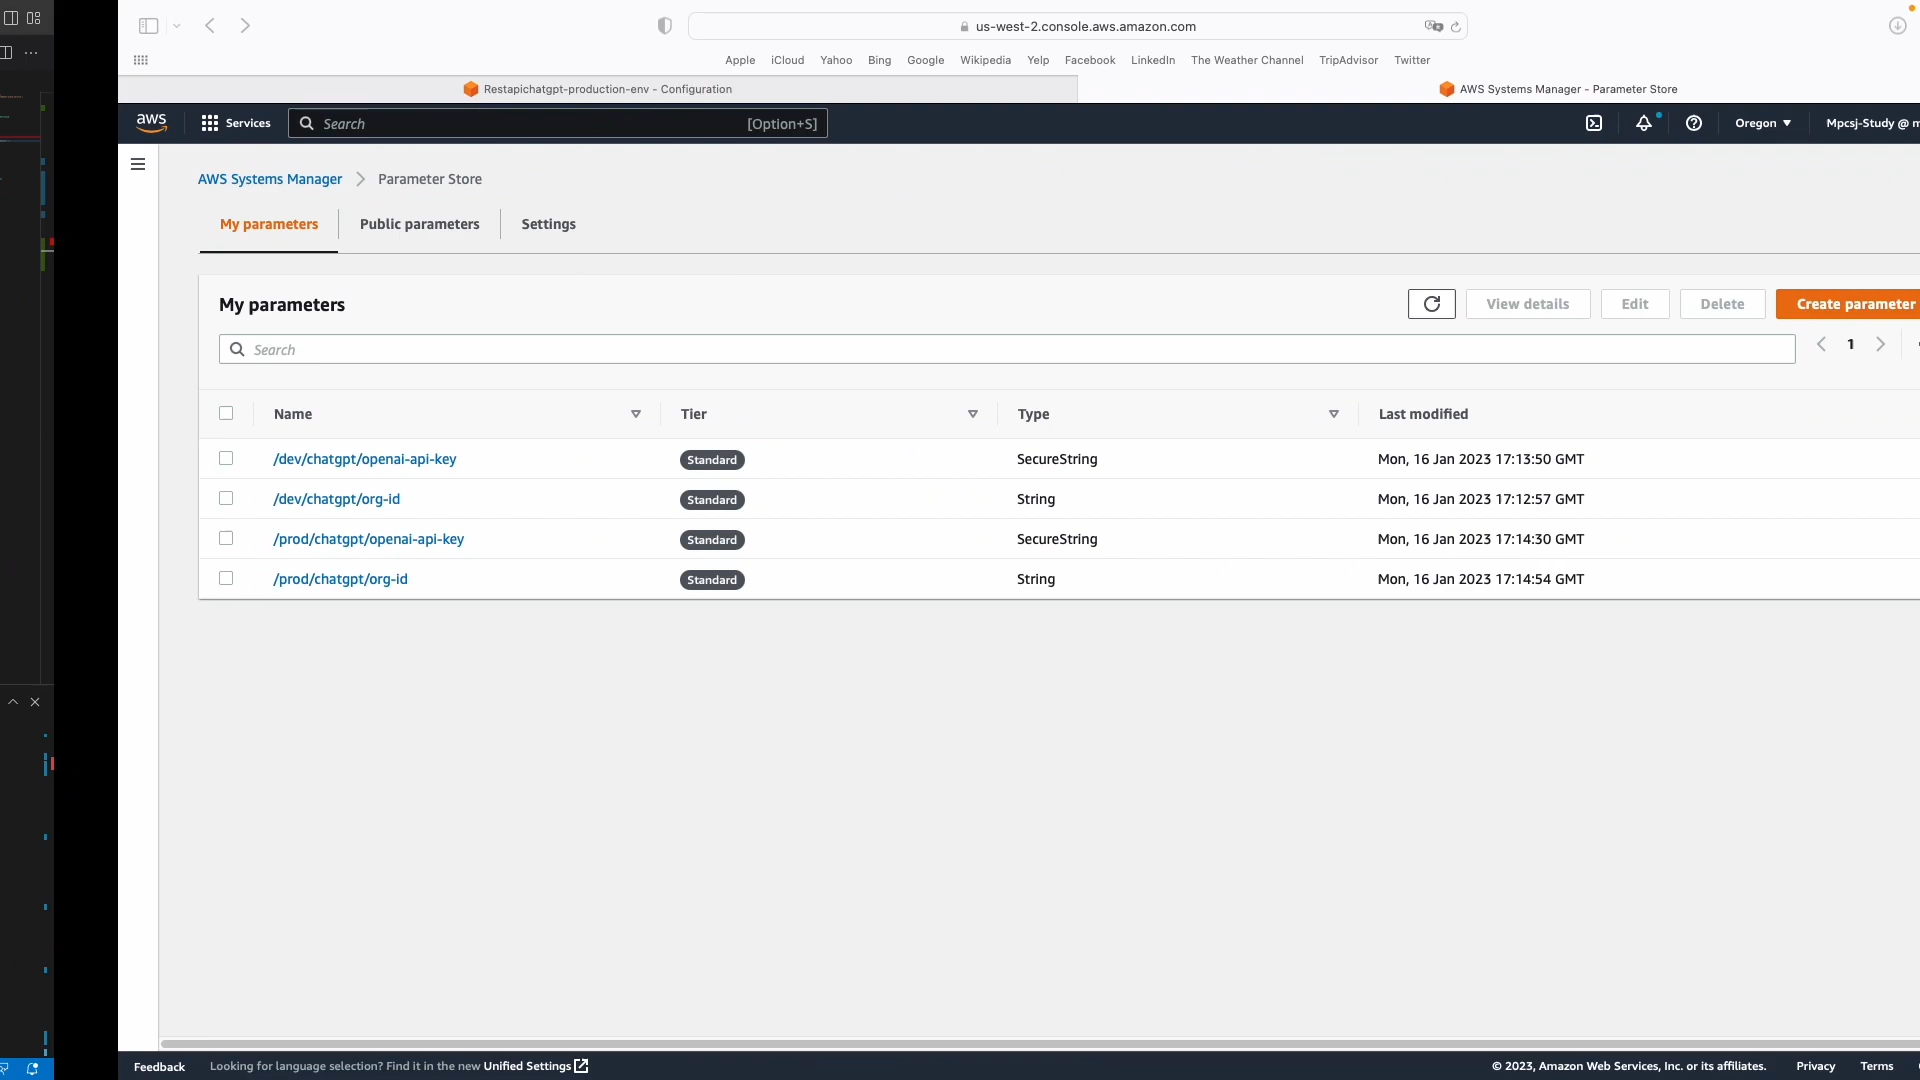 us-west-2.console.aws.amazon.com
Apple iCloud Yahoo Bing Google Wikipedia Yelp Facebook LinkedIn The Weather Channel TripAdvisor Twitter
Restapichatgpt-production-env - Configuration
AWS Systems Manager - Parameter Store
aws Services Search [Option+S] Oregon Mpcsj-Study @
AWS Systems Manager Parameter Store
My parameters Public parameters Settings
My parameters
View details Edit Delete Create parameter
Search
1
Name Tier Type Last modified
/dev/chatgpt/openai-api-key Standard SecureString Mon, 16 Jan 2023 17:13:50 GMT
/dev/chatgpt/org-id Standard String Mon, 16 Jan 2023 17:12:57 GMT
/prod/chatgpt/openai-api-key Standard SecureString Mon, 16 Jan 2023 17:14:30 GMT
/prod/chatgpt/org-id Standard String Mon, 16 Jan 2023 17:14:54 GMT
Feedback Looking for language selection? Find it in the new Unified Settings © 2023, Amazon Web Services, Inc. or its affiliates. Privacy Terms